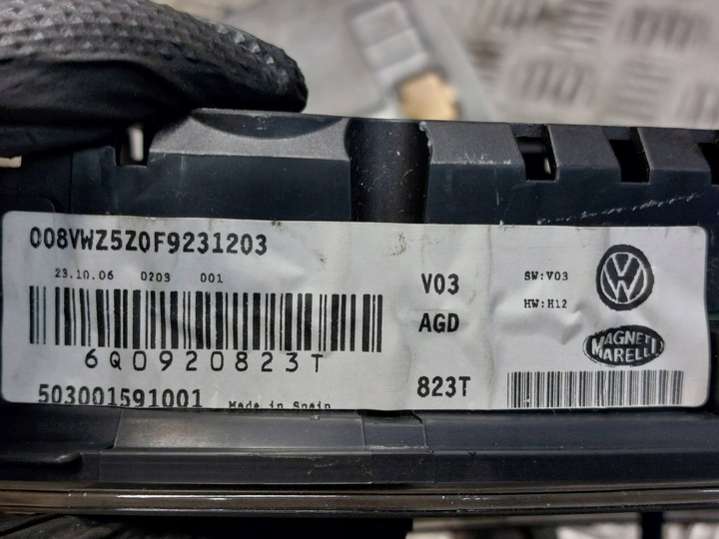 008VWZ5Z0F9231203
23.10.06 0203 001
V03
SW:V03
HW:H12
AGD
6Q0920823T
503001591001 Made in Spain
823T
VW
MAGNETI MARELLI